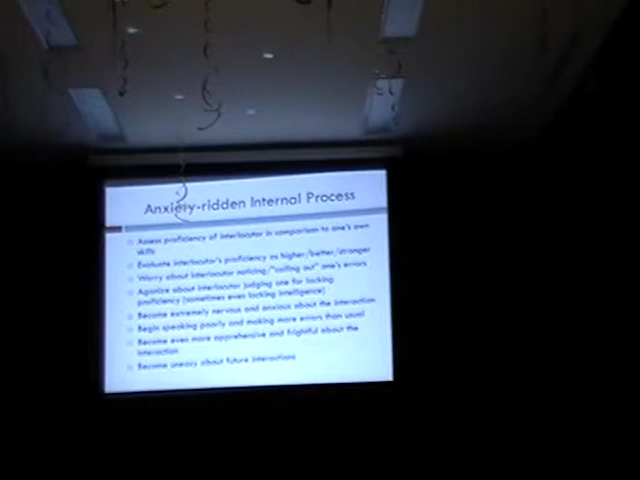 Anxiety-ridden Internal Process
Assess proficiency of interlocutor in comparison to one's own
skills
Evaluate interlocutor's proficiency as higher/better/stronger
Worry about interlocutor noticing/"calling out" one's errors
Agonize about interlocutor judging one for lacking
proficiency (sometimes even lacking intelligence)
Become extremely nervous and anxious about the interaction
Begin speaking poorly and making more errors than usual
Become even more apprehensive and frightful about the
interaction
Become uneasy about future interactions